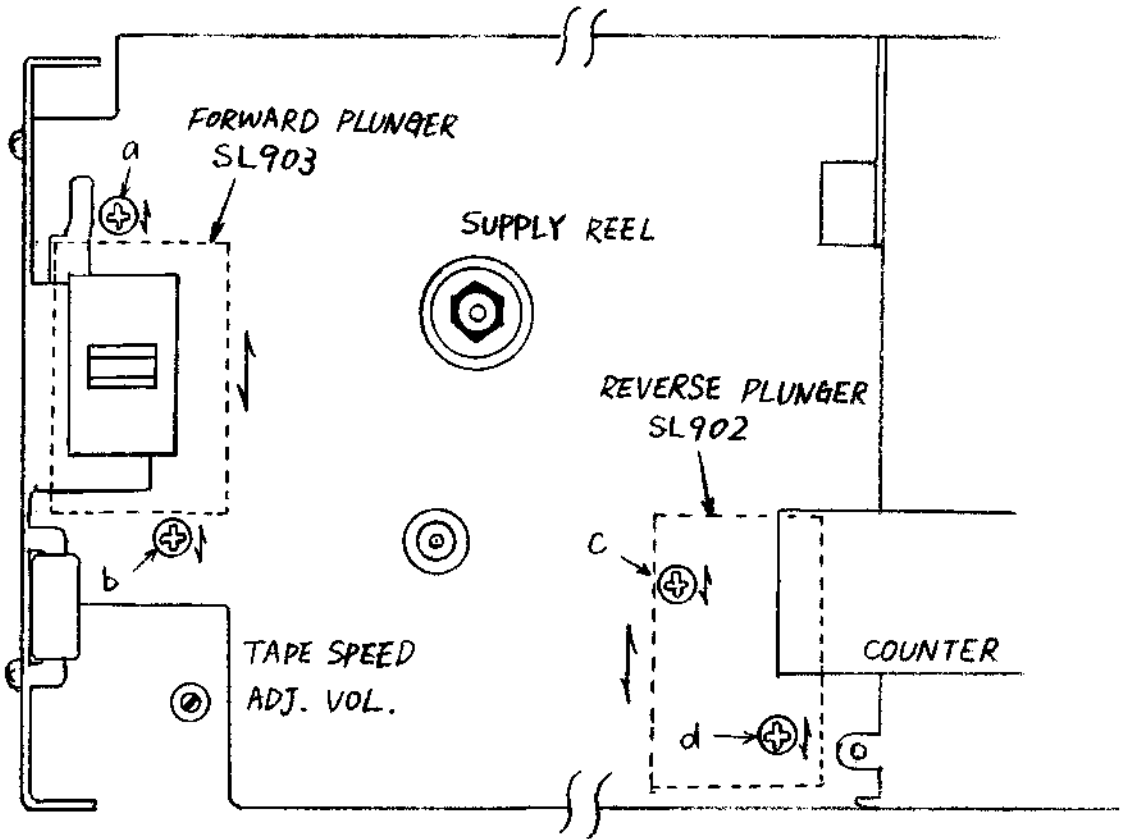 FORWARD PLUNGER
SL903
a
SUPPLY REEL
REVERSE PLUNGER
SL902
b
c
TAPE SPEED
ADJ. VOL.
COUNTER
d